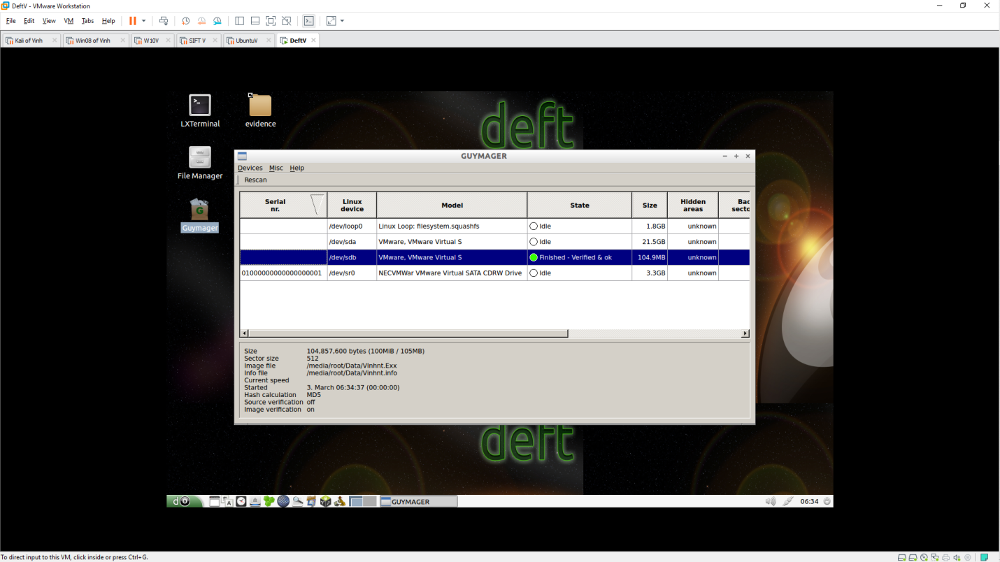 DeftV - VMware Workstation
File Edit View VM Tabs Help
Kali of Vinh Win08 of Vinh W10V SIFT V UbuntuV DeftV
deft
LXTerminal evidence
File Manager
Guymager
GUYMAGER
Devices Misc Help
Rescan
Serial nr. Linux device Model State Size Hidden areas Bac secto
/dev/loop0 Linux Loop: filesystem.squashfs Idle 1.8GB unknown
/dev/sda VMware, VMware Virtual S Idle 21.5GB unknown
/dev/sdb VMware, VMware Virtual S Finished - Verified & ok 104.9MB unknown
01000000000000000001 /dev/sr0 NECVMWar VMware Virtual SATA CDRW Drive Idle 3.3GB unknown
Size 104,857,600 bytes (100MiB / 105MB)
Sector size 512
Image file /media/root/Data/Vinhnt.Exx
Info file /media/root/Data/Vinhnt.info
Current speed
Started 3. March 06:34:37 (00:00:00)
Hash calculation MD5
Source verification off
Image verification on
deft
GUYMAGER 06:34
To direct input to this VM, click inside or press Ctrl+G.